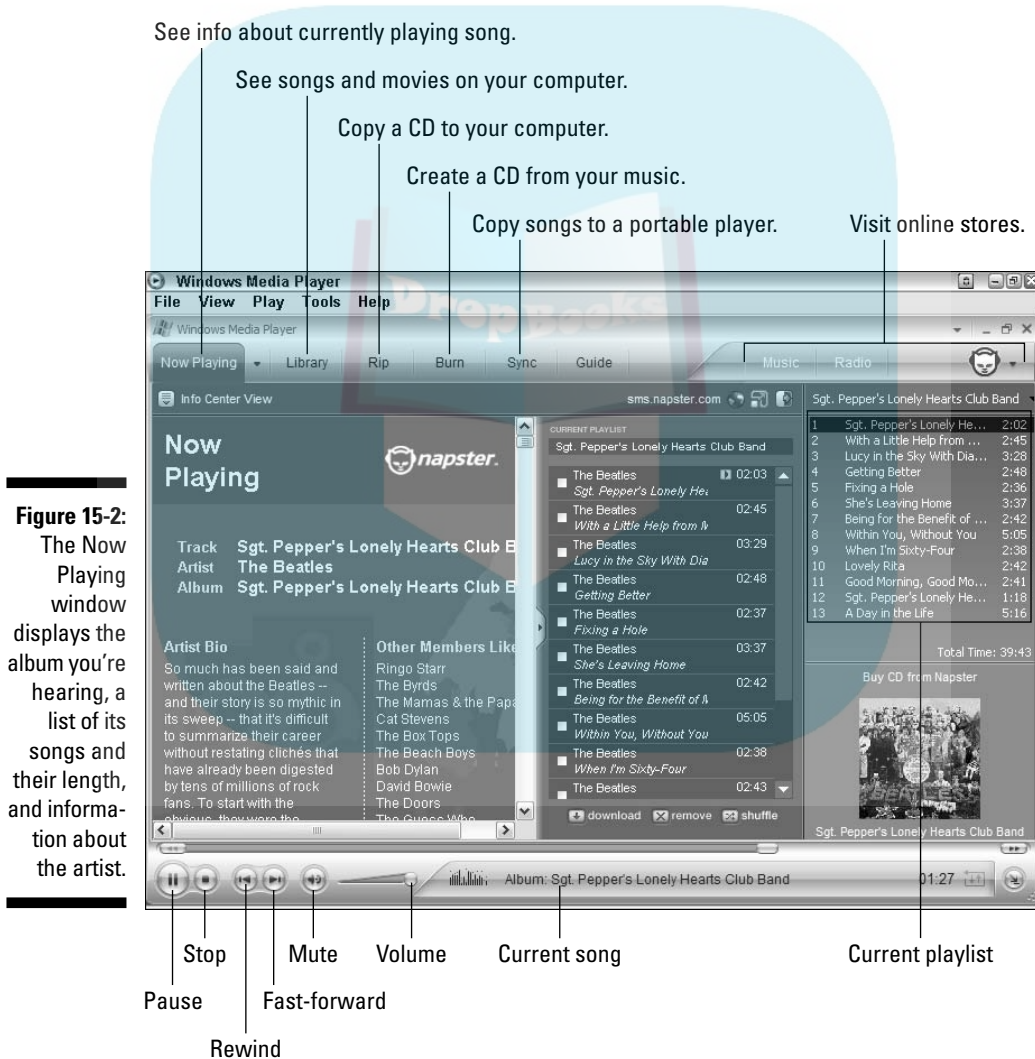 See info about currently playing song.
See songs and movies on your computer.
Copy a CD to your computer.
Create a CD from your music.
Copy songs to a portable player.
Visit online stores.
DropBooks
Windows Media Player
File View Play Tools Help
Windows Media Player
Now Playing Library Rip Burn Sync Guide Music Radio
Info Center View
sms.napster.com
Sgt. Pepper's Lonely Hearts Club Band
Now
Playing
napster.
Track Sgt. Pepper's Lonely Hearts Club B
Artist The Beatles
Album Sgt. Pepper's Lonely Hearts Club B
Artist Bio
So much has been said and
written about the Beatles --
and their story is so mythic in
its sweep -- that it's difficult
to summarize their career
without restating clichés that
have already been digested
by tens of millions of rock
fans. To start with the
obvious, they were the
Other Members Like
Ringo Starr
The Byrds
The Mamas & the Papa
Cat Stevens
The Box Tops
The Beach Boys
Bob Dylan
David Bowie
The Doors
The Guess Who
CURRENT PLAYLIST
Sgt. Pepper's Lonely Hearts Club Band
The Beatles 02:03
Sgt. Pepper's Lonely Hea
The Beatles 02:45
With a Little Help from M
The Beatles 03:29
Lucy in the Sky With Dia
The Beatles 02:48
Getting Better
The Beatles 02:37
Fixing a Hole
The Beatles 03:37
She's Leaving Home
The Beatles 02:42
Being for the Benefit of M
The Beatles 05:05
Within You, Without You
The Beatles 02:38
When I'm Sixty-Four
The Beatles 02:43
download remove shuffle
1 Sgt. Pepper's Lonely He... 2:02
2 With a Little Help from ... 2:45
3 Lucy in the Sky With Dia... 3:28
4 Getting Better 2:48
5 Fixing a Hole 2:36
6 She's Leaving Home 3:37
7 Being for the Benefit of ... 2:42
8 Within You, Without You 5:05
9 When I'm Sixty-Four 2:38
10 Lovely Rita 2:42
11 Good Morning, Good Mo... 2:41
12 Sgt. Pepper's Lonely He... 1:18
13 A Day in the Life 5:16
Total Time: 39:43
Buy CD from Napster
BEATLES
Sgt. Pepper's Lonely Hearts Club Band
Album: Sgt. Pepper's Lonely Hearts Club Band 01:27
Figure 15-2:
The Now
Playing
window
displays the
album you're
hearing, a
list of its
songs and
their length,
and informa-
tion about
the artist.
Stop
Mute
Volume
Current song
Current playlist
Pause
Fast-forward
Rewind